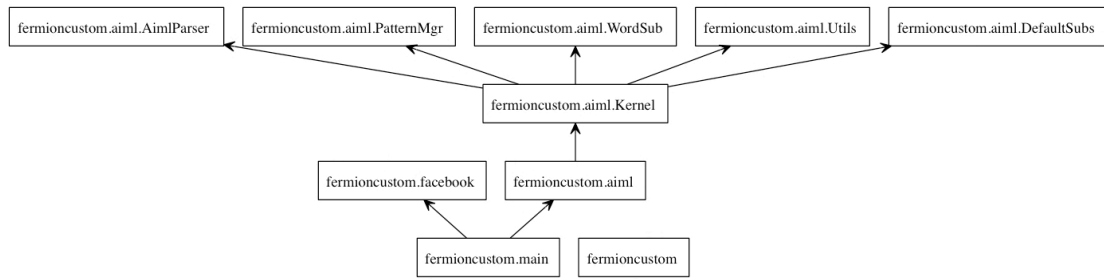 fermioncustom.aiml.AimlParser
fermioncustom.aiml.PatternMgr
fermioncustom.aiml.WordSub
fermioncustom.aiml.Utils
fermioncustom.aiml.DefaultSubs
fermioncustom.aiml.Kernel
fermioncustom.facebook
fermioncustom.aiml
fermioncustom.main
fermioncustom